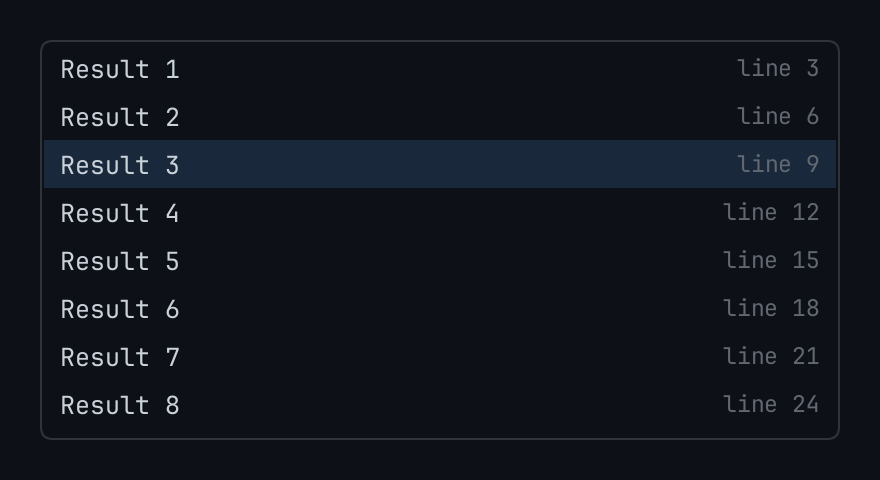 Result 1 line 3
Result 2 line 6
Result 3 line 9
Result 4 line 12
Result 5 line 15
Result 6 line 18
Result 7 line 21
Result 8 line 24